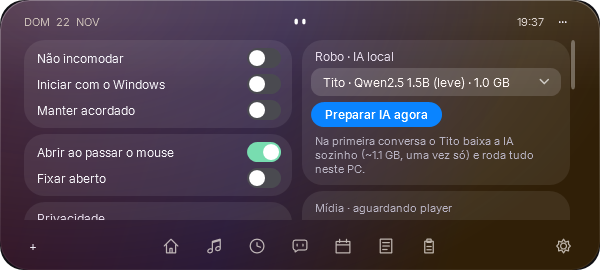 DOM 22 NOV
19:37 ···
Não incomodar
Iniciar com o Windows
Manter acordado
Abrir ao passar o mouse
Fixar aberto
Privacidade
Robo · IA local
Tito · Qwen2.5 1.5B (leve) · 1.0 GB
Preparar IA agora
Na primeira conversa o Tito baixa a IA
sozinho (~1.1 GB, uma vez só) e roda tudo
neste PC.
Mídia · aguardando player
+